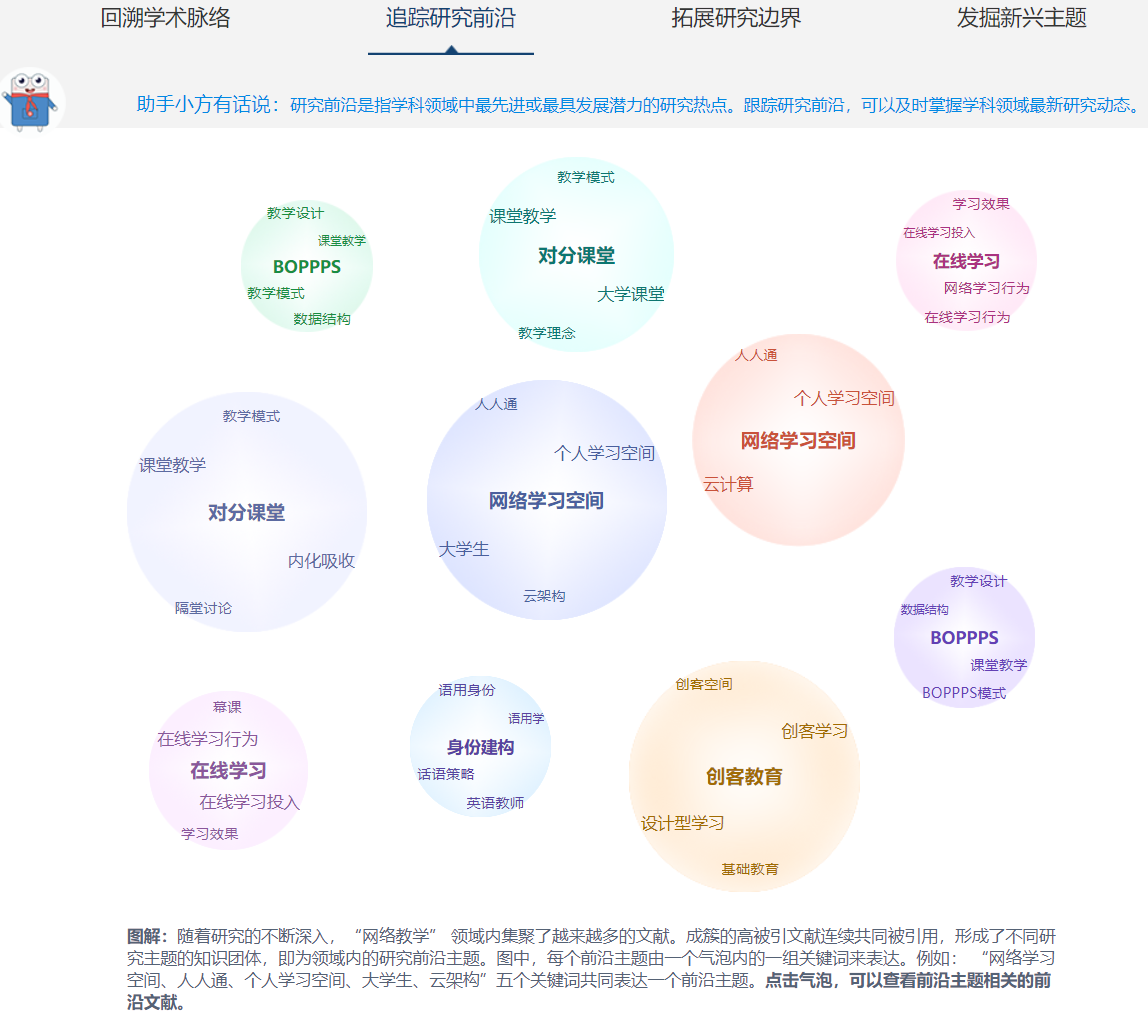 回溯学术脉络
追踪研究前沿
拓展研究边界
发掘新兴主题
助手小方有话说：研究前沿是指学科领域中最先进或最具发展潜力的研究热点。跟踪研究前沿，可以及时掌握学科领域最新研究动态。
教学设计
课堂教学
BOPPPS
教学模式
数据结构
教学模式
课堂教学
对分课堂
大学课堂
教学理念
学习效果
在线学习投入
在线学习
网络学习行为
在线学习行为
教学模式
课堂教学
对分课堂
内化吸收
隔堂讨论
人人通
个人学习空间
网络学习空间
大学生
云架构
人人通
个人学习空间
网络学习空间
云计算
教学设计
数据结构
BOPPPS
课堂教学
BOPPPS模式
幕课
在线学习行为
在线学习
在线学习投入
学习效果
语用身份
语用学
身份建构
话语策略
英语教师
创客空间
创客学习
创客教育
设计型学习
基础教育
图解：随着研究的不断深入，“网络教学” 领域内集聚了越来越多的文献。成簇的高被引文献连续共同被引用，形成了不同研
究主题的知识团体，即为领域内的研究前沿主题。图中，每个前沿主题由一个气泡内的一组关键词来表达。例如： “网络学习
空间、人人通、个人学习空间、大学生、云架构”五个关键词共同表达一个前沿主题。点击气泡，可以查看前沿主题相关的前
沿文献。